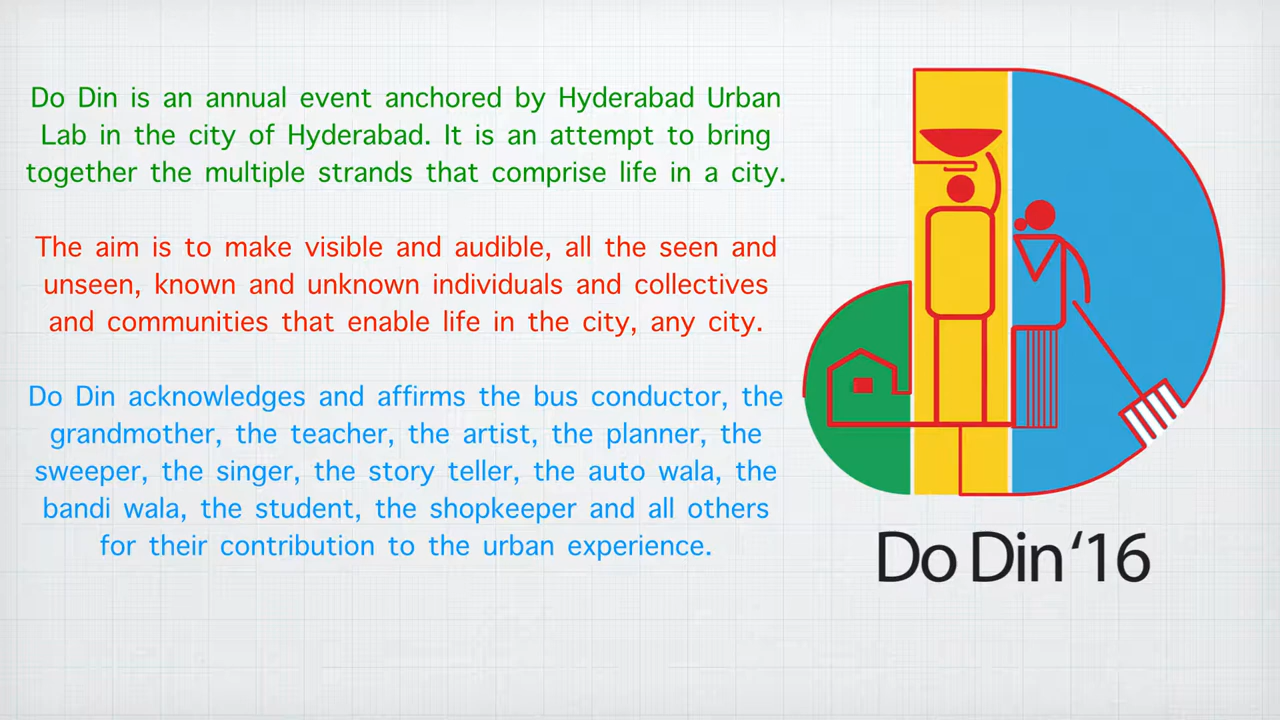 Do Din is an annual event anchored by Hyderabad Urban
Lab in the city of Hyderabad. It is an attempt to bring
together the multiple strands that comprise life in a city.
The aim is to make visible and audible, all the seen and
unseen, known and unknown individuals and collectives
and communities that enable life in the city, any city.
Do Din acknowledges and affirms the bus conductor, the
grandmother, the teacher, the artist, the planner, the
sweeper, the singer, the story teller, the auto wala, the
bandi wala, the student, the shopkeeper and all others
for their contribution to the urban experience.
Do Din ‘16